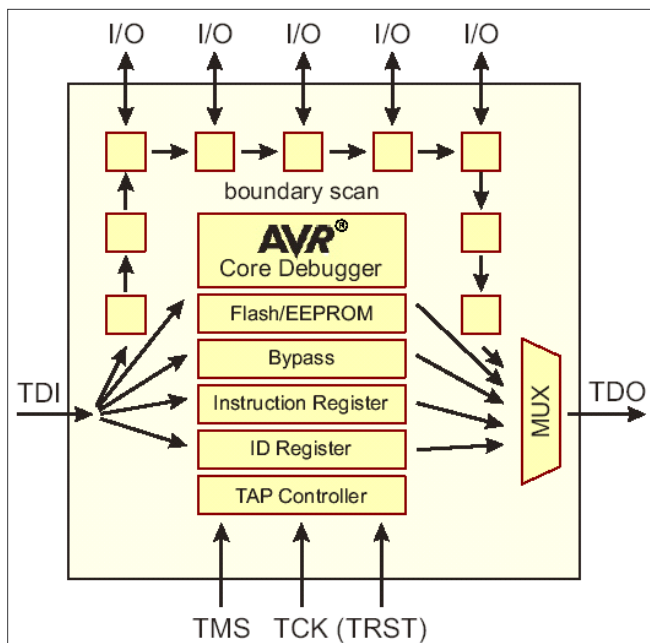 I/O I/O I/O I/O I/O
boundary scan
AVR®
Core Debugger
Flash/EEPROM
Bypass
TDI
Instruction Register
MUX
TDO
ID Register
TAP Controller
TMS TCK (TRST)